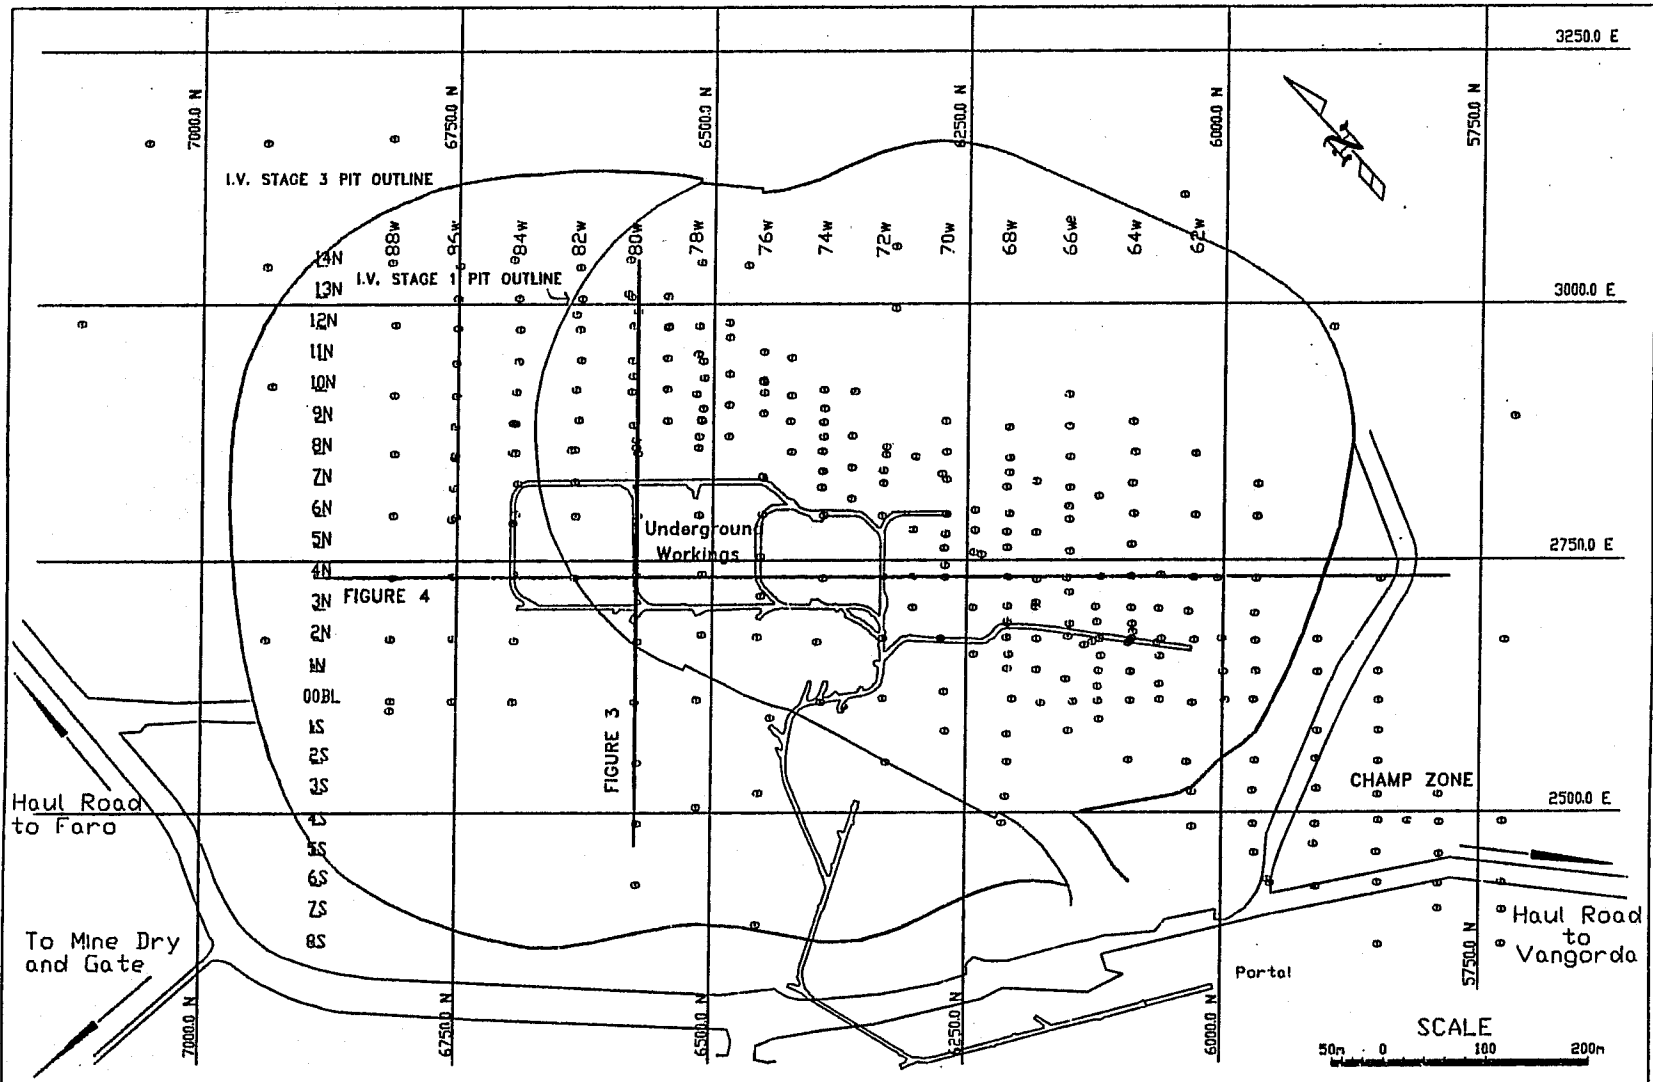 3250.0 E
7000.0 N
6750.0 N
6500.0 N
6250.0 N
6000.0 N
5750.0 N
N
I.V. STAGE 3 PIT OUTLINE
88w
86w
84w
82w
80w
78w
76w
74w
72w
70w
68w
66we
64w
62w
14N
I.V. STAGE 1 PIT OUTLINE
13N
3000.0 E
12N
11N
10N
9N
8N
7N
6N
Underground
Workings
5N
2750.0 E
4N
FIGURE 4
3N
2N
1N
00BL
1S
FIGURE 3
2S
3S
CHAMP ZONE
Haul Road
to Faro
2500.0 E
4S
5S
6S
7S
8S
To Mine Dry
and Gate
Haul Road
to
Vangorda
Portal
7000.0 N
6750.0 N
6500.0 N
6250.0 N
6000.0 N
5750.0 N
SCALE
50m 0 100 200m